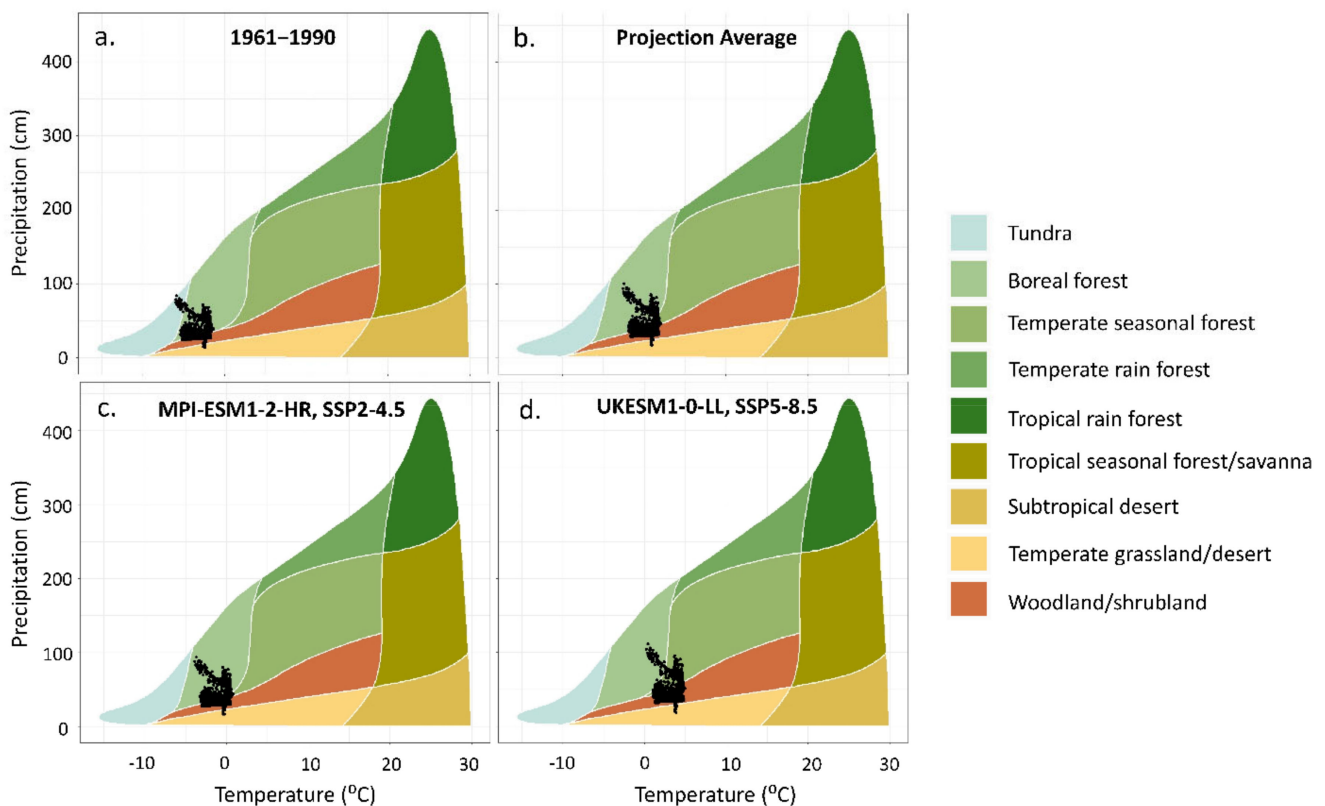 a. 1961–1990
b. Projection Average
400
300
200
100
0
Precipitation (cm)
c. MPI-ESM1-2-HR, SSP2-4.5
d. UKESM1-0-LL, SSP5-8.5
400
300
200
100
0
Precipitation (cm)
-10 0 10 20 30
-10 0 10 20 30
Temperature (⁰C)
Temperature (⁰C)
Tundra
Boreal forest
Temperate seasonal forest
Temperate rain forest
Tropical rain forest
Tropical seasonal forest/savanna
Subtropical desert
Temperate grassland/desert
Woodland/shrubland